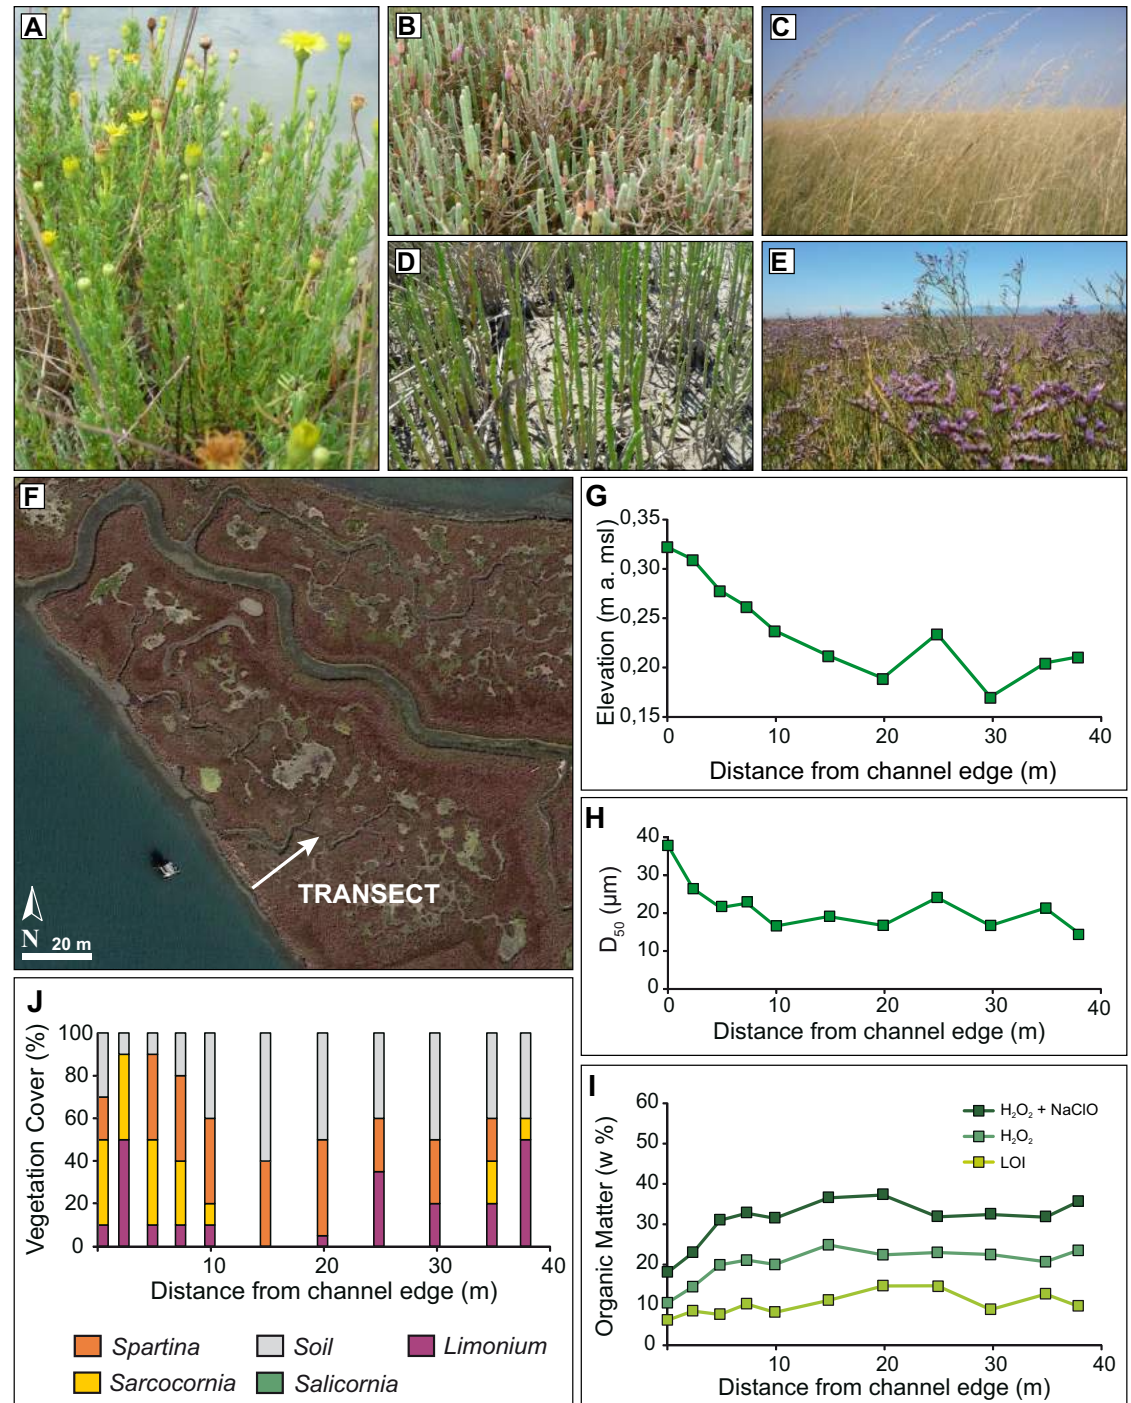 A
B
C
D
E
F
TRANSECT
N 20 m
G
Elevation (m a. msl)
0,35
0,30
0,25
0,20
0,15
0 10 20 30 40
Distance from channel edge (m)
H
D50 (µm)
40
30
20
10
0
0 10 20 30 40
Distance from channel edge (m)
I
Organic Matter (w %)
60
50
40
30
20
10
0
H2O2 + NaClO
H2O2
LOI
0 10 20 30 40
Distance from channel edge (m)
J
Vegetation Cover (%)
100
80
60
40
20
0
10 20 30 40
Distance from channel edge (m)
Spartina Soil Limonium
Sarcocornia Salicornia